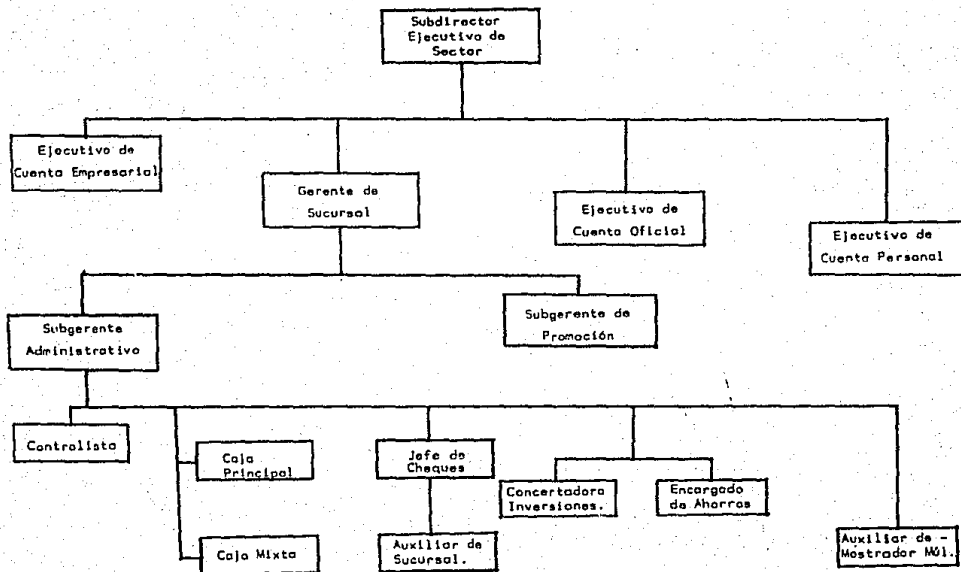 Subdirector
Ejecutivo de
Sector
Ejecutivo de
Cuenta Empresarial
Gerente de
Sucursal
Ejecutivo de
Cuenta Oficial
Ejecutivo de
Cuenta Personal
Subgerente
Administrativo
Subgerente de
Promoción
Contralista
Caja
Principal
Jefe de
Cheques
Concertadora
Inversiones.
Encargado
de Ahorros
Caja Mixta
Auxiliar de
Sucursal.
Auxiliar de -
Mostrador Múl.